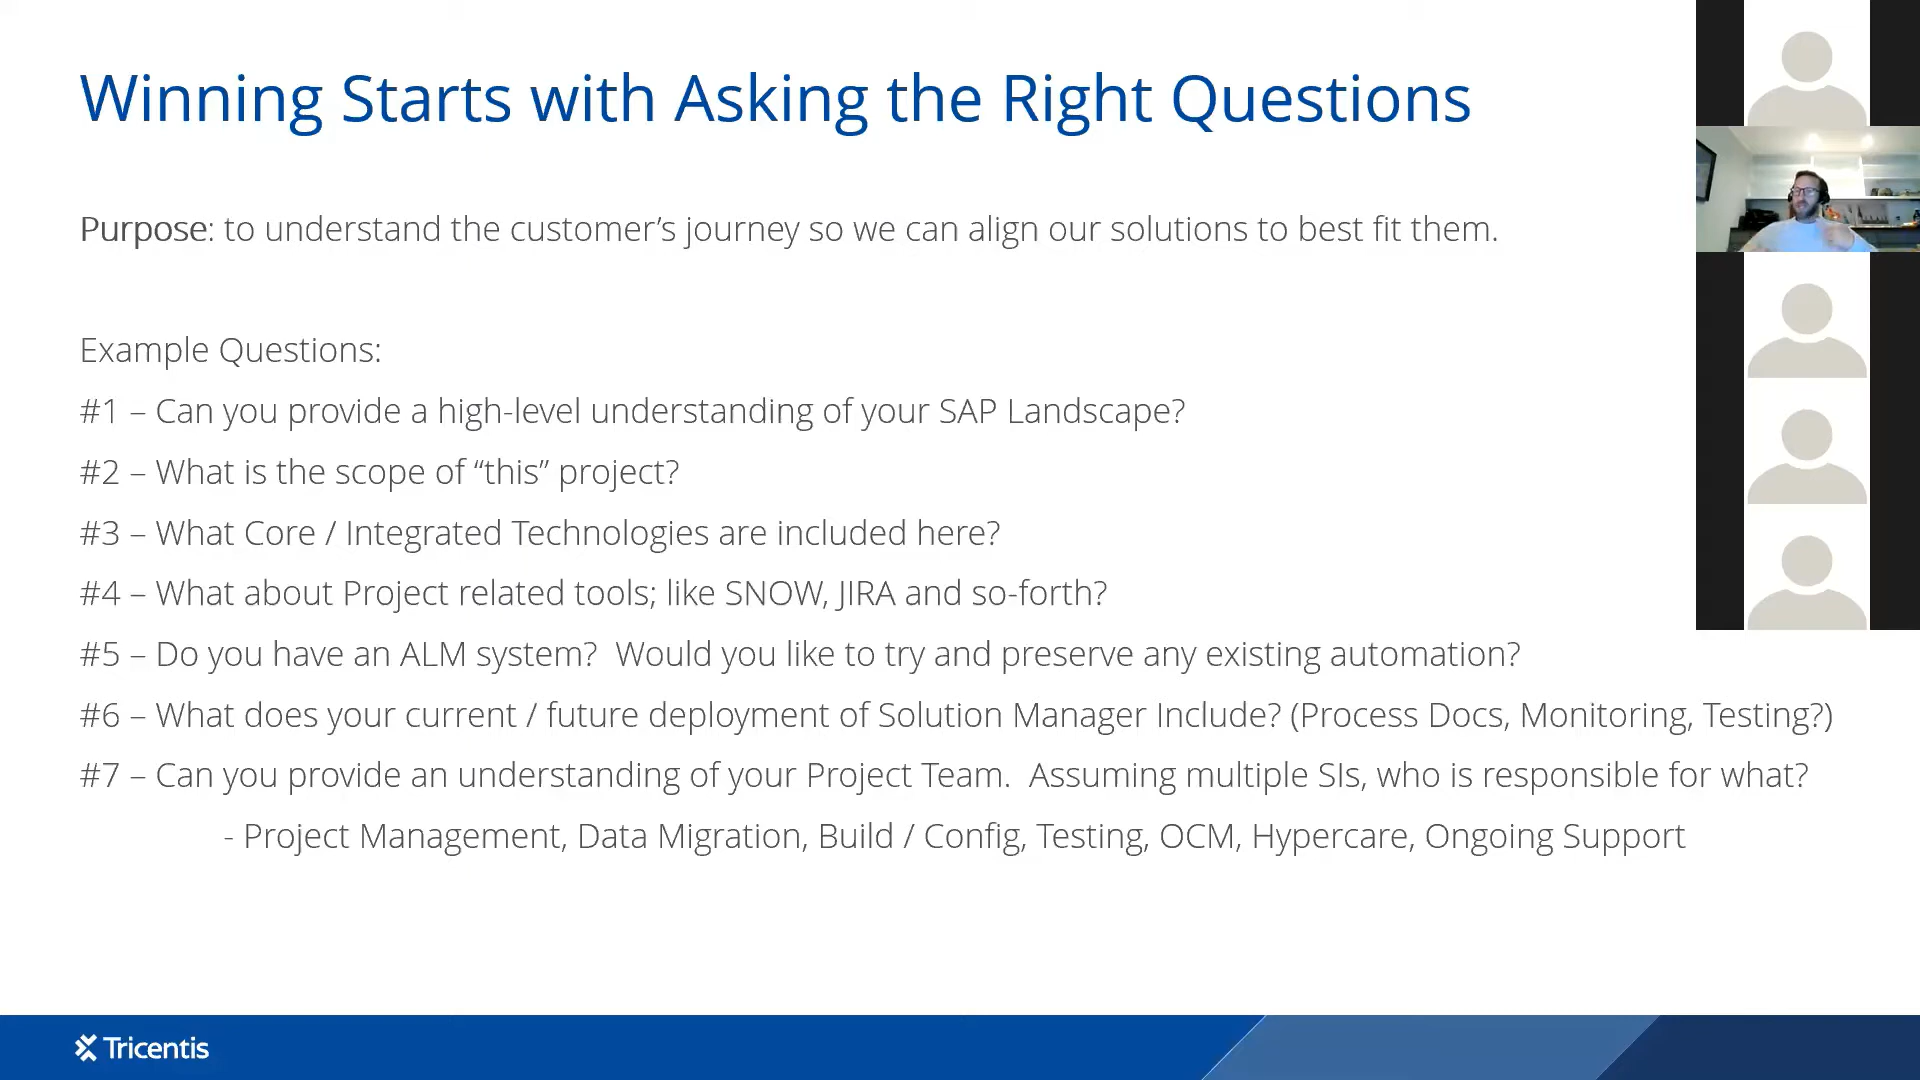 Winning Starts with Asking the Right Questions
Purpose: to understand the customer’s journey so we can align our solutions to best fit them.
Example Questions:
#1 – Can you provide a high-level understanding of your SAP Landscape?
#2 – What is the scope of “this” project?
#3 – What Core / Integrated Technologies are included here?
#4 – What about Project related tools; like SNOW, JIRA and so-forth?
#5 – Do you have an ALM system?  Would you like to try and preserve any existing automation?
#6 – What does your current / future deployment of Solution Manager Include? (Process Docs, Monitoring, Testing?)
#7 – Can you provide an understanding of your Project Team.  Assuming multiple SIs, who is responsible for what?
- Project Management, Data Migration, Build / Config, Testing, OCM, Hypercare, Ongoing Support
Tricentis